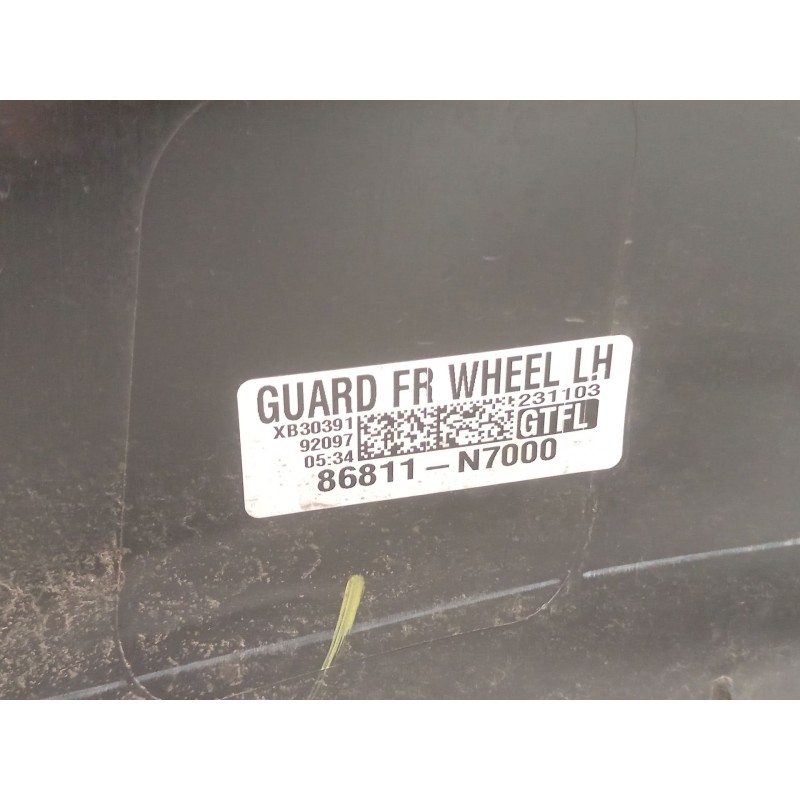 GUARD FR WHEEL LH
XB30391
231103
92097
GTFL
05:34
86811-N7000